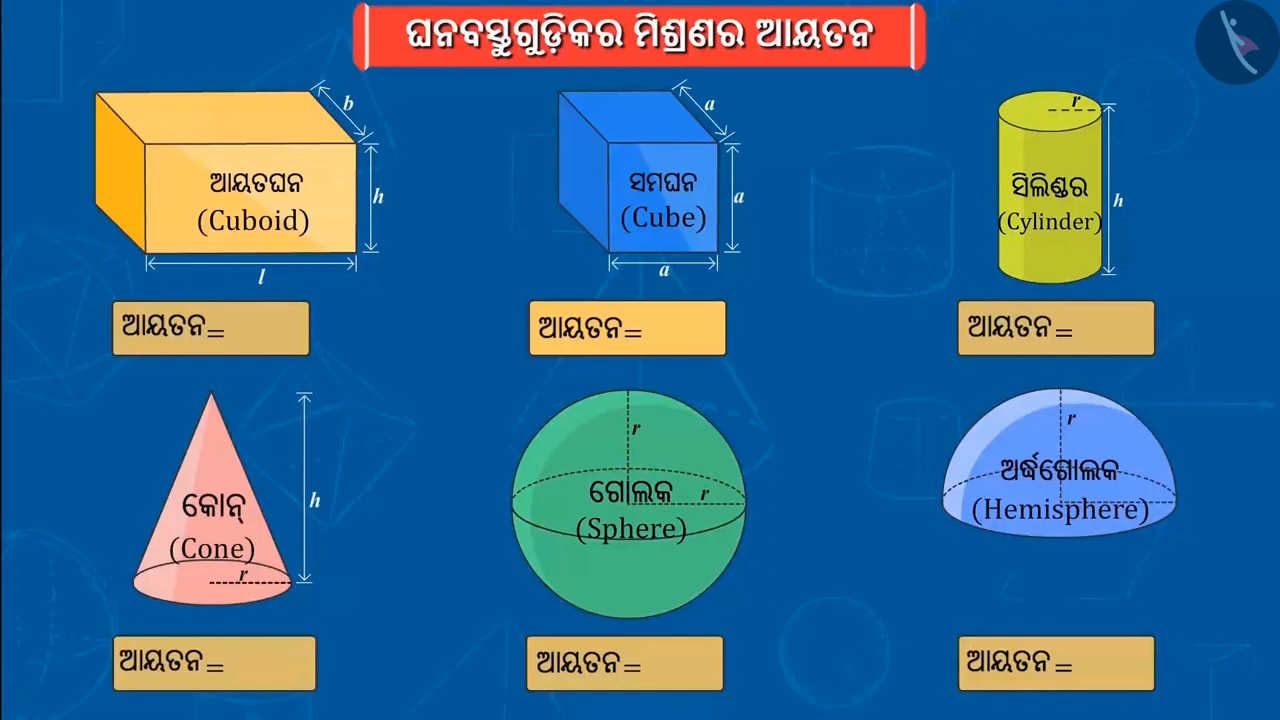 ଘନବସ୍ତୁଗୁଡ଼ିକର ମିଶ୍ରଣର ଆୟତନ
b
ଆୟତଘନ
(Cuboid)
h
l
ଆୟତନ=
a
ସମଘନ
(Cube)
a
a
ଆୟତନ=
r
ସିଲିଣ୍ଡର
(Cylinder)
h
ଆୟତନ=
କୋନ୍
(Cone)
h
r
ଆୟତନ=
r
ଗୋଲକ
r
(Sphere)
ଆୟତନ=
r
ଅର୍ଦ୍ଧଗୋଲକ
(Hemisphere)
ଆୟତନ=